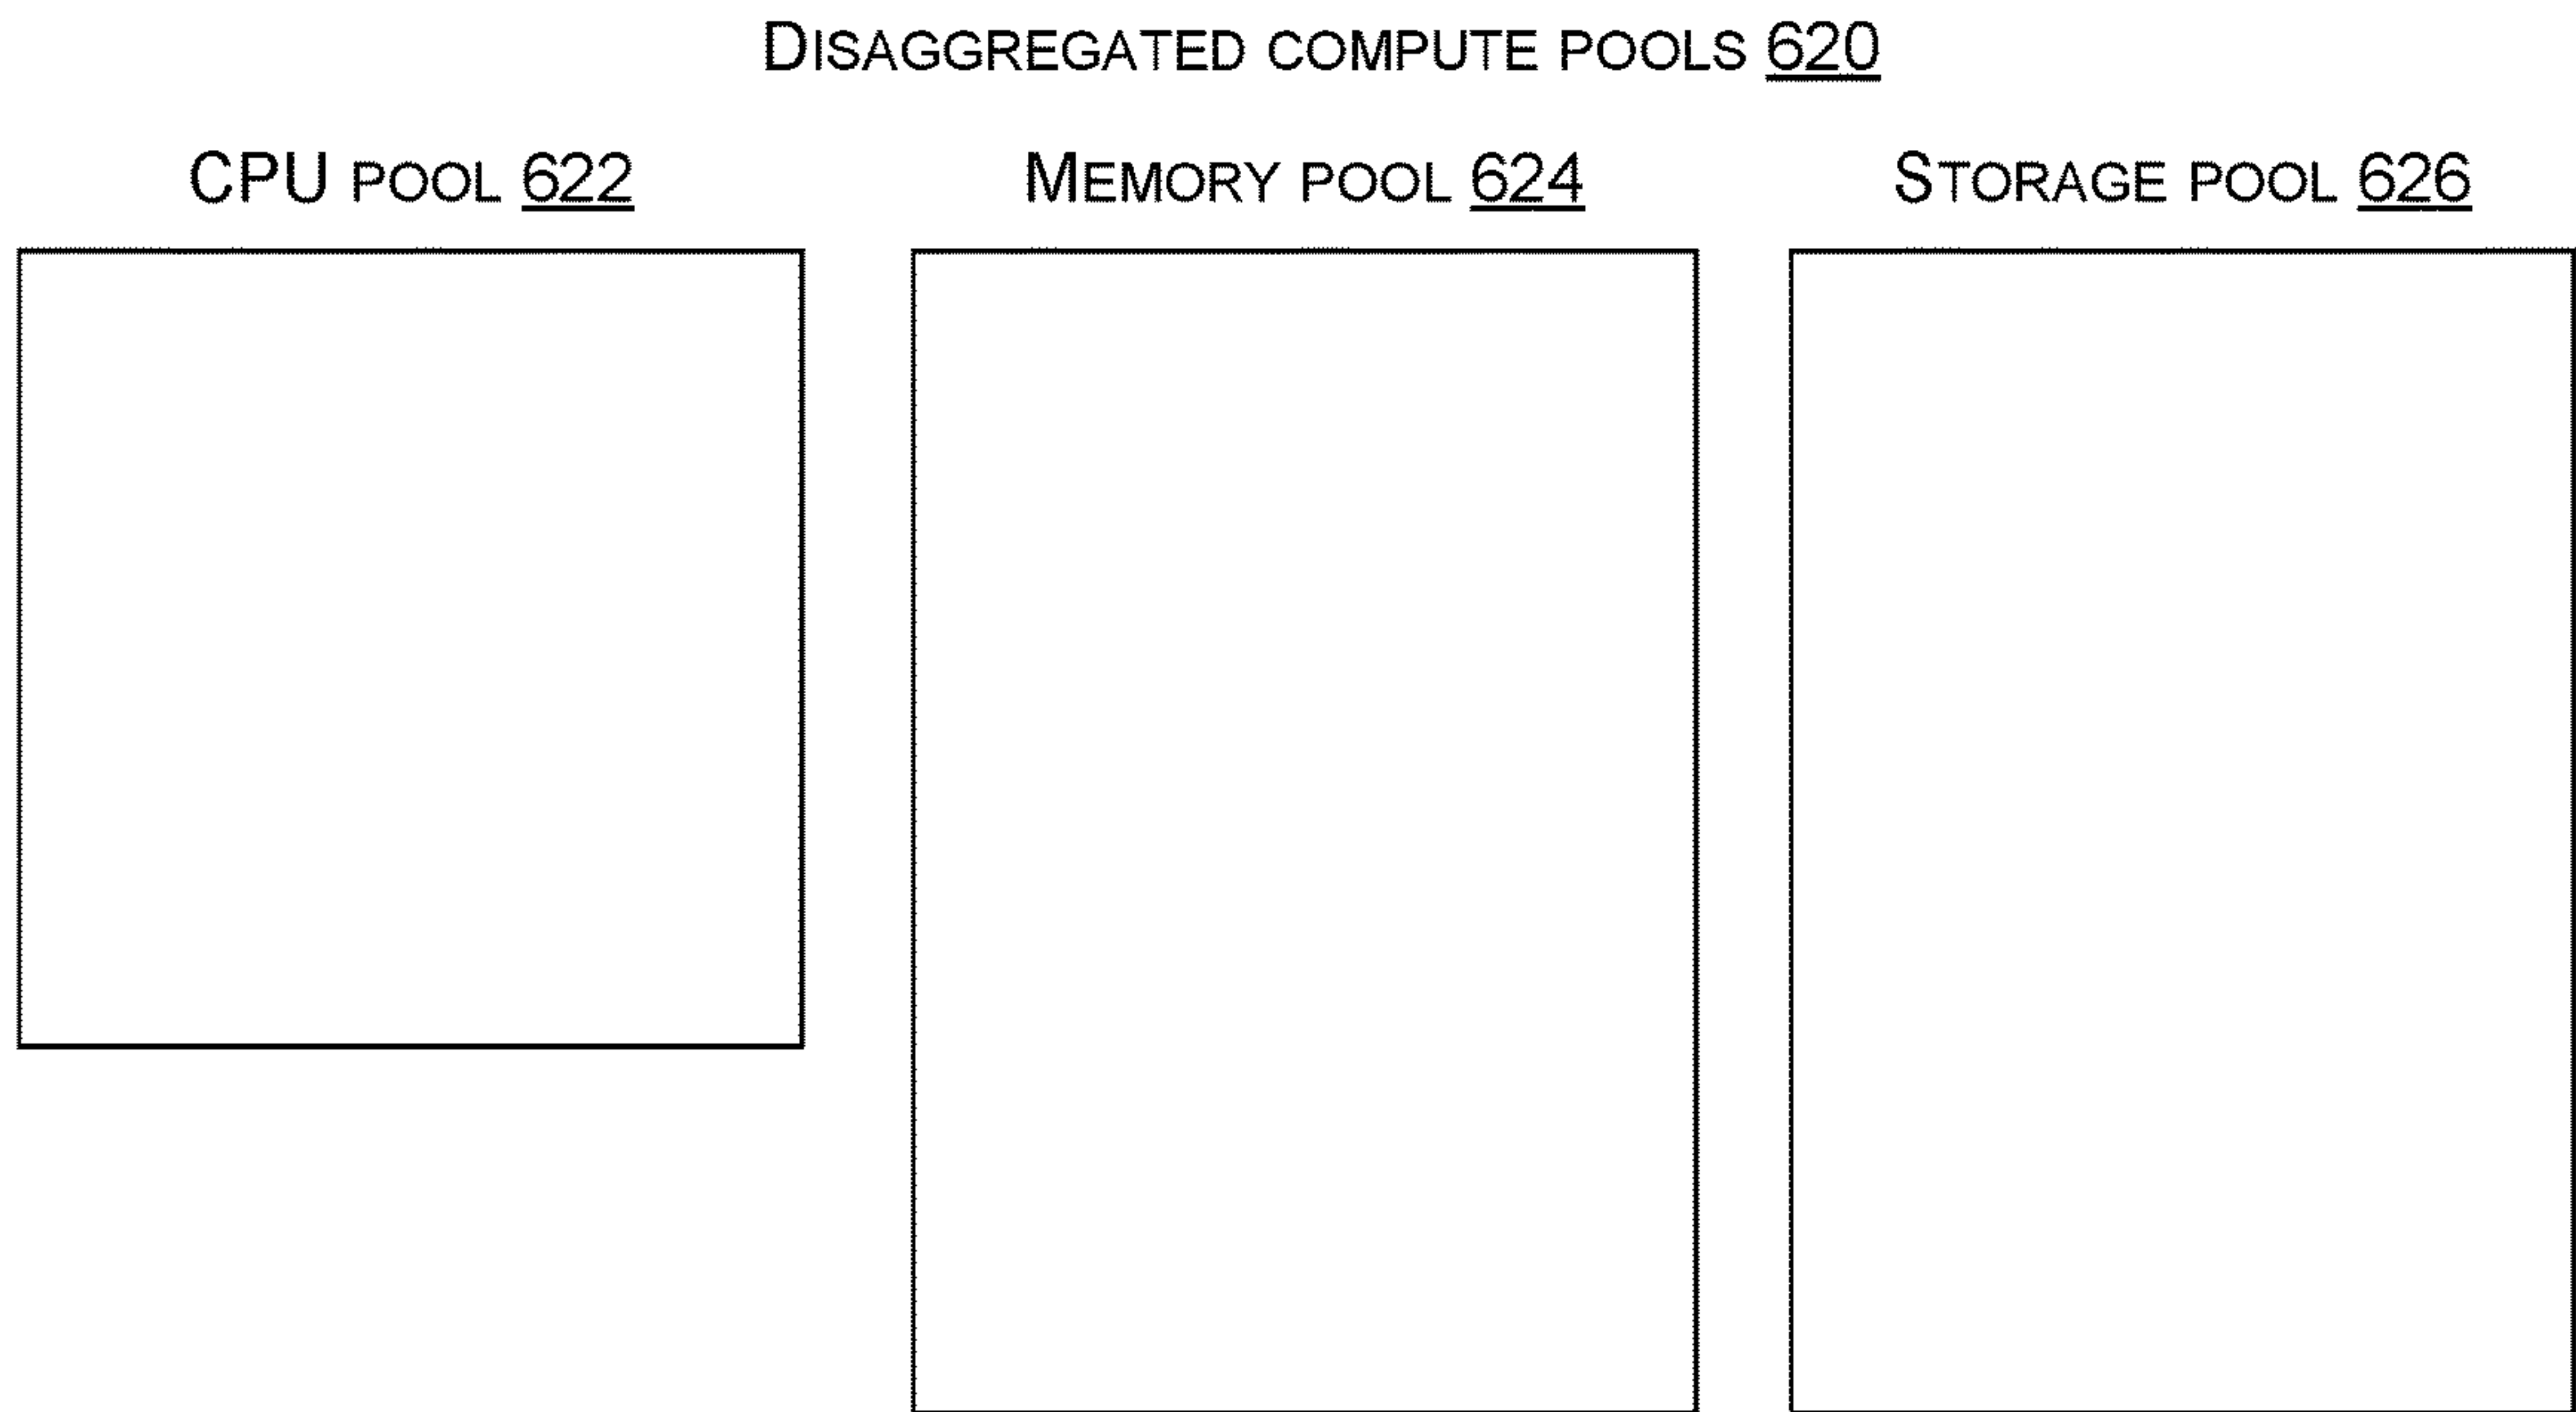 DISAGGREGATED COMPUTE POOLS 620
CPU POOL 622 MEMORY POOL 624 STORAGE POOL 626